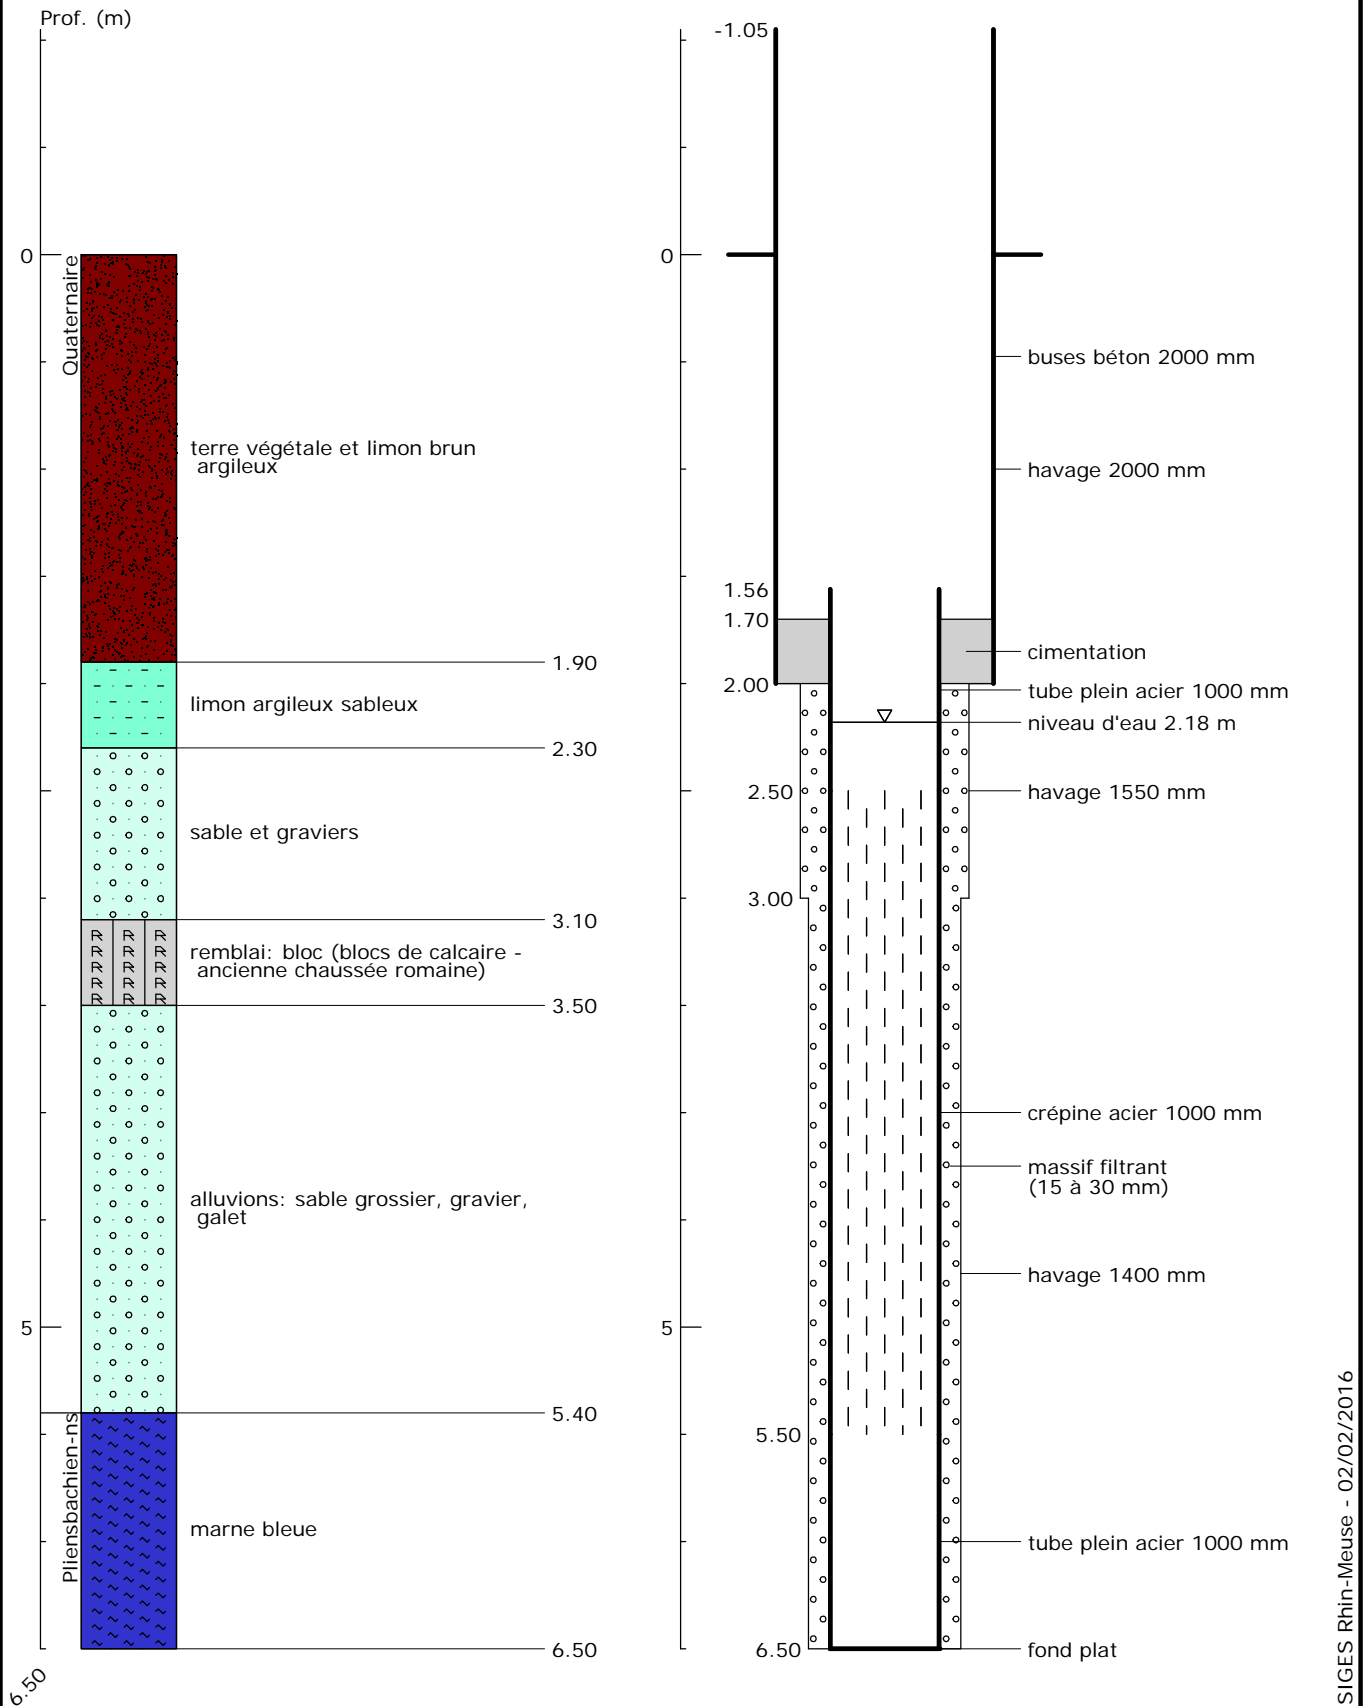 Prof. (m)
0
Quaternaire
terre végétale et limon brun
argileux
1.90
limon argileux sableux
2.30
sable et graviers
3.10
R R R
R R R
R R R
R R R
R R R
remblai: bloc (blocs de calcaire -
ancienne chaussée romaine)
3.50
alluvions: sable grossier, gravier,
galet
5
5.40
Pliensbachien-ns
marne bleue
6.50
6.50
-1.05
0
buses béton 2000 mm
havage 2000 mm
1.56
1.70
cimentation
2.00
tube plein acier 1000 mm
niveau d'eau 2.18 m
2.50
havage 1550 mm
3.00
crépine acier 1000 mm
massif filtrant
(15 à 30 mm)
havage 1400 mm
5
5.50
tube plein acier 1000 mm
6.50
fond plat
SIGES Rhin-Meuse - 02/02/2016